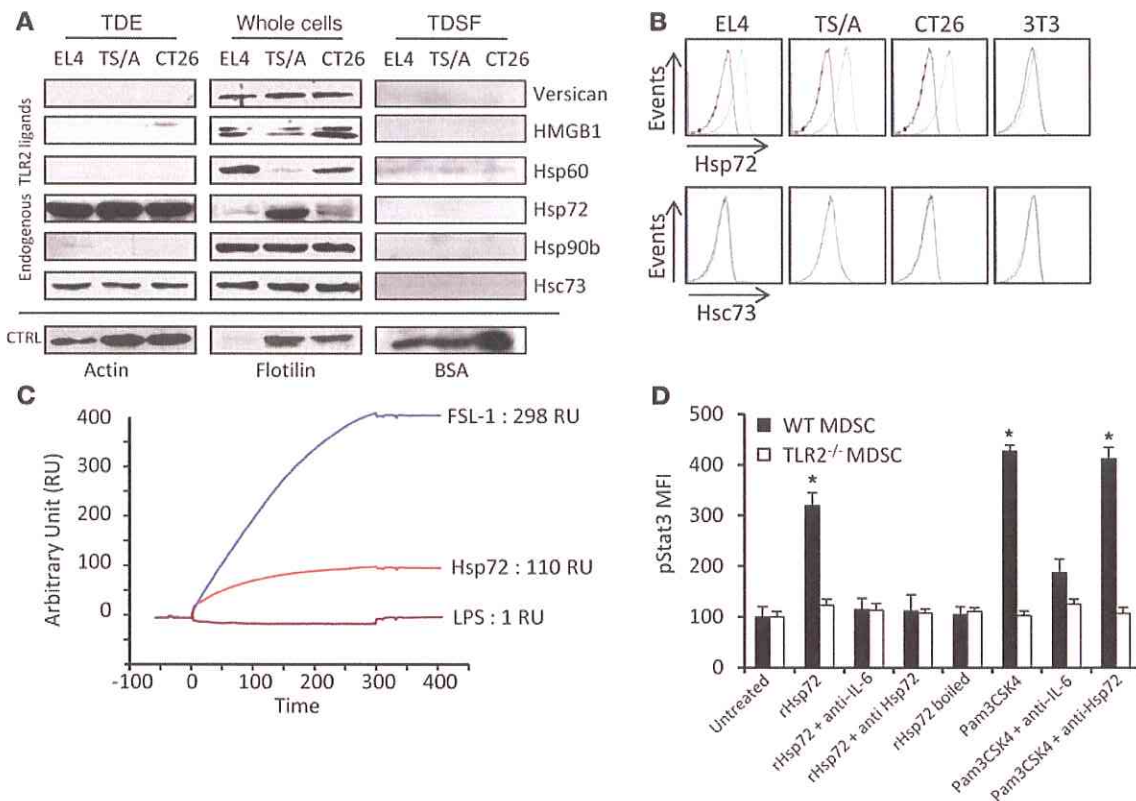 A
TDE
Whole cells
TDSF
EL4 TS/A CT26
EL4 TS/A CT26
EL4 TS/A CT26
Endogenous TLR2 ligands
Versican
HMGB1
Hsp60
Hsp72
Hsp90b
Hsc73
CTRL
Actin
Flotilin
BSA
B
EL4
TS/A
CT26
3T3
Events
Hsp72
Events
Hsc73
C
Arbitrary Unit (RU)
400
300
200
100
0
FSL-1 : 298 RU
Hsp72 : 110 RU
LPS : 1 RU
-100 0 100 200 300 400
Time
D
pStat3 MFI
500
400
300
200
100
0
WT MDSC
TLR2-/- MDSC
*
*
*
Untreated
rHsp72
rHsp72 + anti-IL-6
rHsp72 + anti Hsp72
rHsp72 boiled
Pam3CSK4
Pam3CSK4 + anti-IL-6
Pam3CSK4 + anti-Hsp72